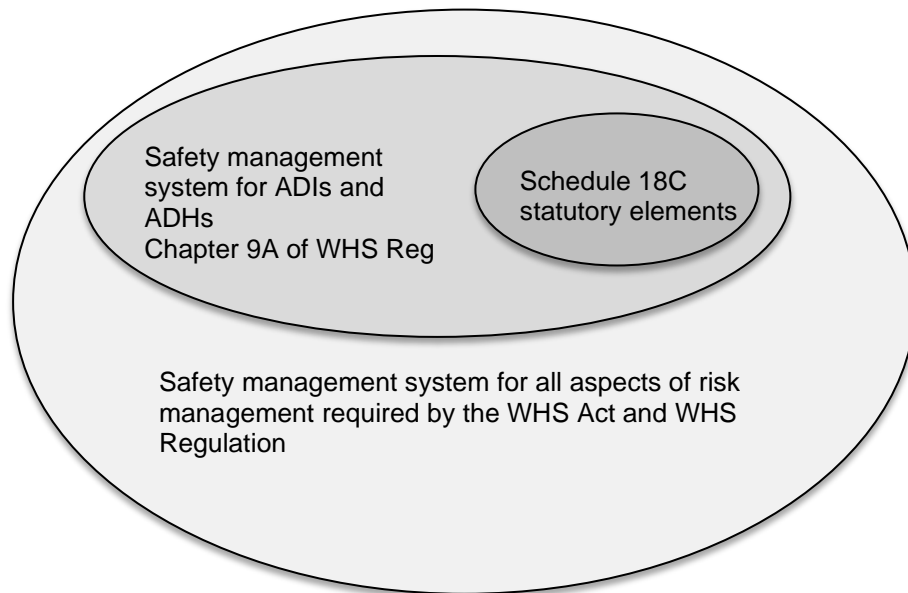 Safety management
system for ADIs and
ADHs
Chapter 9A of WHS Reg
Schedule 18C
statutory elements
Safety management system for all aspects of risk
management required by the WHS Act and WHS
Regulation